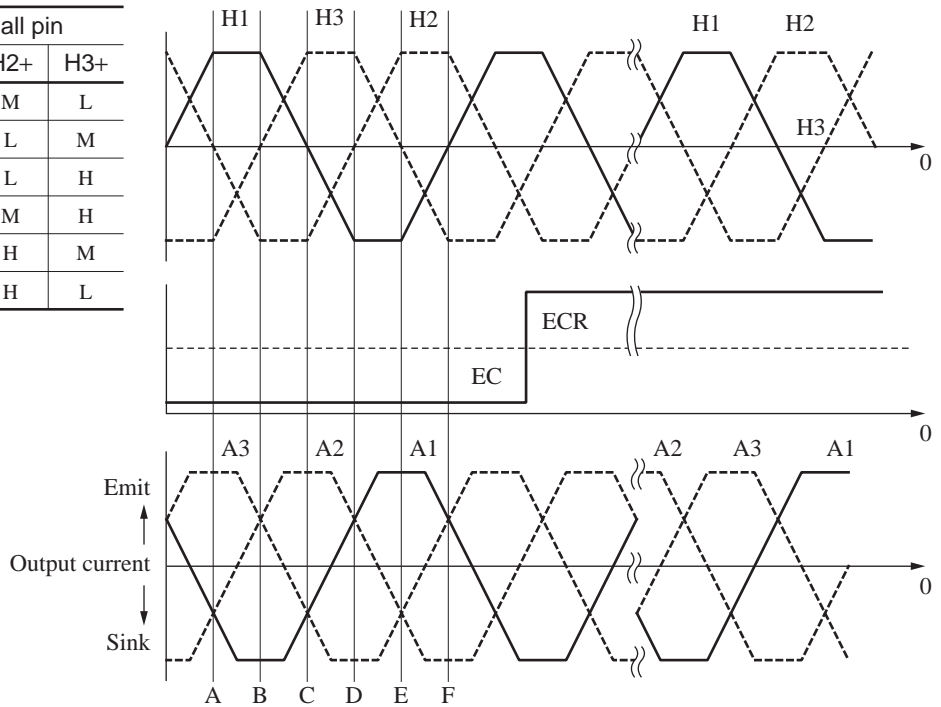 all pin
H2+ H3+
M L
L M
L H
M H
H M
H L
H1 H3 H2 H1 H2
H3
0
ECR
EC
0
A3 A2 A1 A2 A3 A1
Emit
Output current
0
Sink
A B C D E F